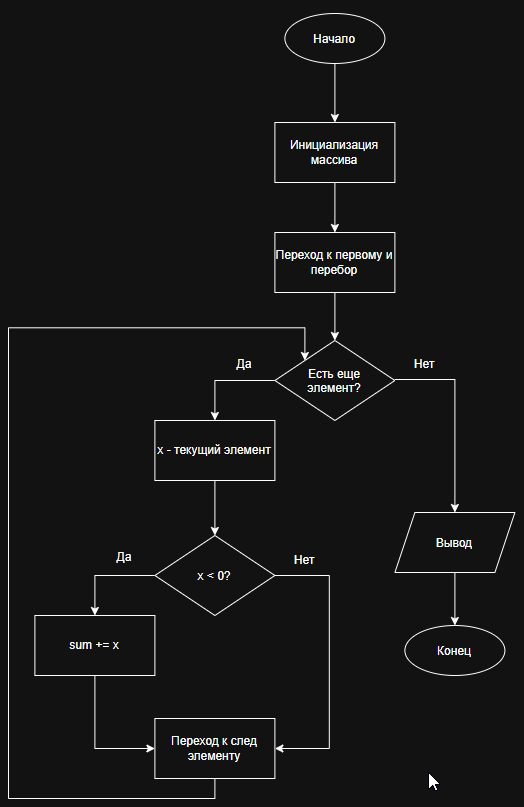 Начало
Инициализация
массива
Переход к первому и
перебор
Есть еще
элемент?
Да
Нет
x - текущий элемент
x < 0?
Да
Нет
sum += x
Переход к след
элементу
Вывод
Конец